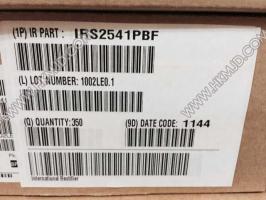 (1P) IR PART: IRS2541PBF
(L) LOT NUMBER: 1002LE0.1
(Q) QUANTITY: 350
(9D) DATE CODE: 1144
International Rectifier
WWW.HKMJD.COM